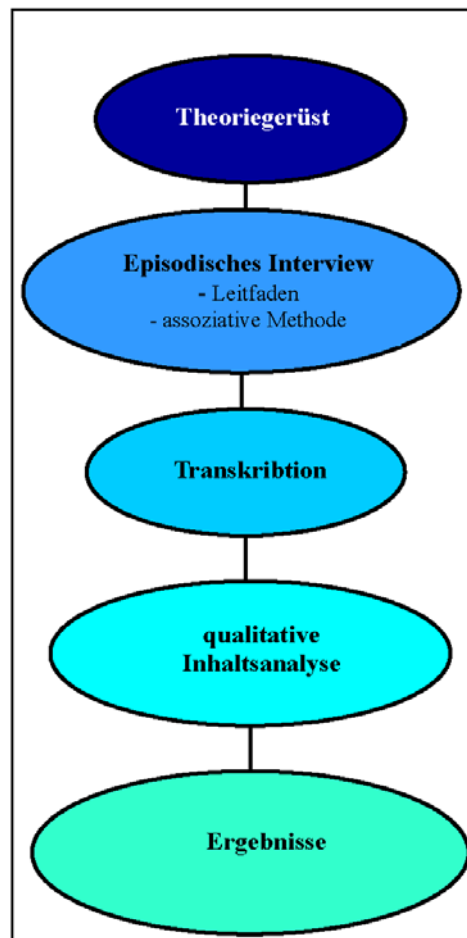 Theoriegerüst
Episodisches Interview
- Leitfaden
- assoziative Methode
Transkribtion
qualitative
Inhaltsanalyse
Ergebnisse